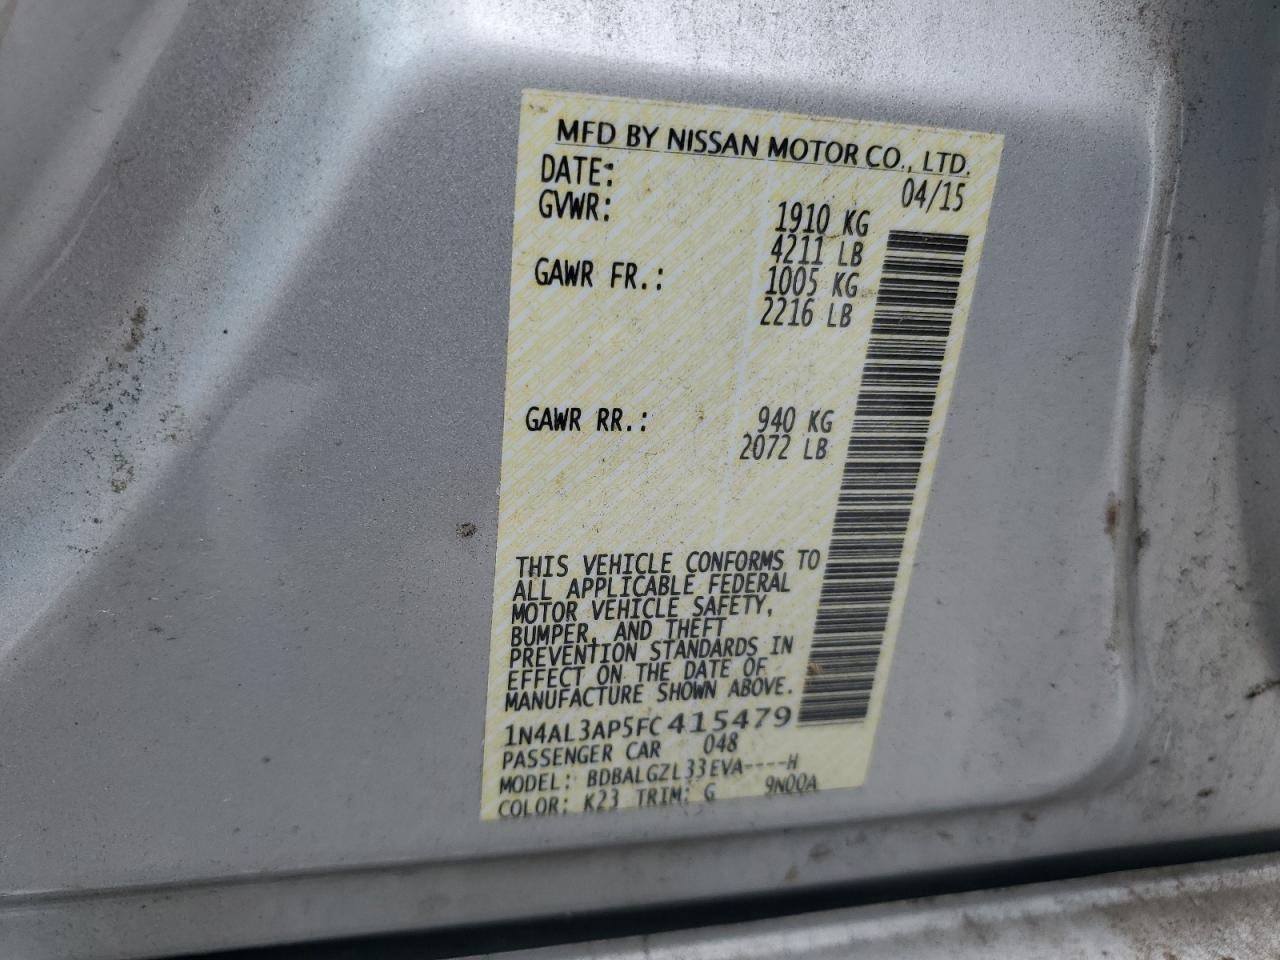 MFD BY NISSAN MOTOR CO., LTD.
DATE: 04/15
GVWR: 1910 KG
4211 LB
GAWR FR.: 1005 KG
2216 LB
GAWR RR.: 940 KG
2072 LB
THIS VEHICLE CONFORMS TO
ALL APPLICABLE FEDERAL
MOTOR VEHICLE SAFETY,
BUMPER, AND THEFT
PREVENTION STANDARDS IN
EFFECT ON THE DATE OF
MANUFACTURE SHOWN ABOVE.
1N4AL3AP5FC415479
PASSENGER CAR 048
MODEL: BDBALGZL33EVA----H
COLOR: K23 TRIM: G 9NQQA